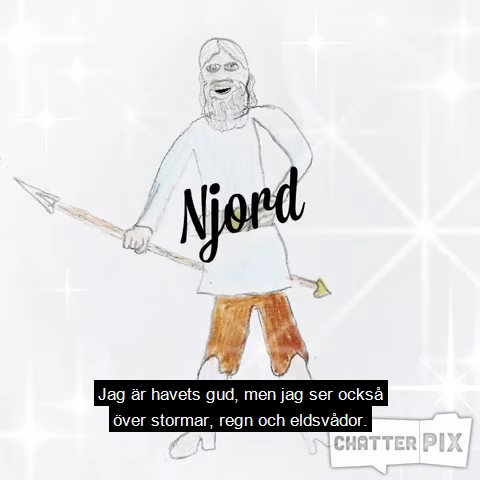 Njord
Jag är havets gud, men jag ser också
över stormar, regn och eldsvådor.
CHATTER PIX